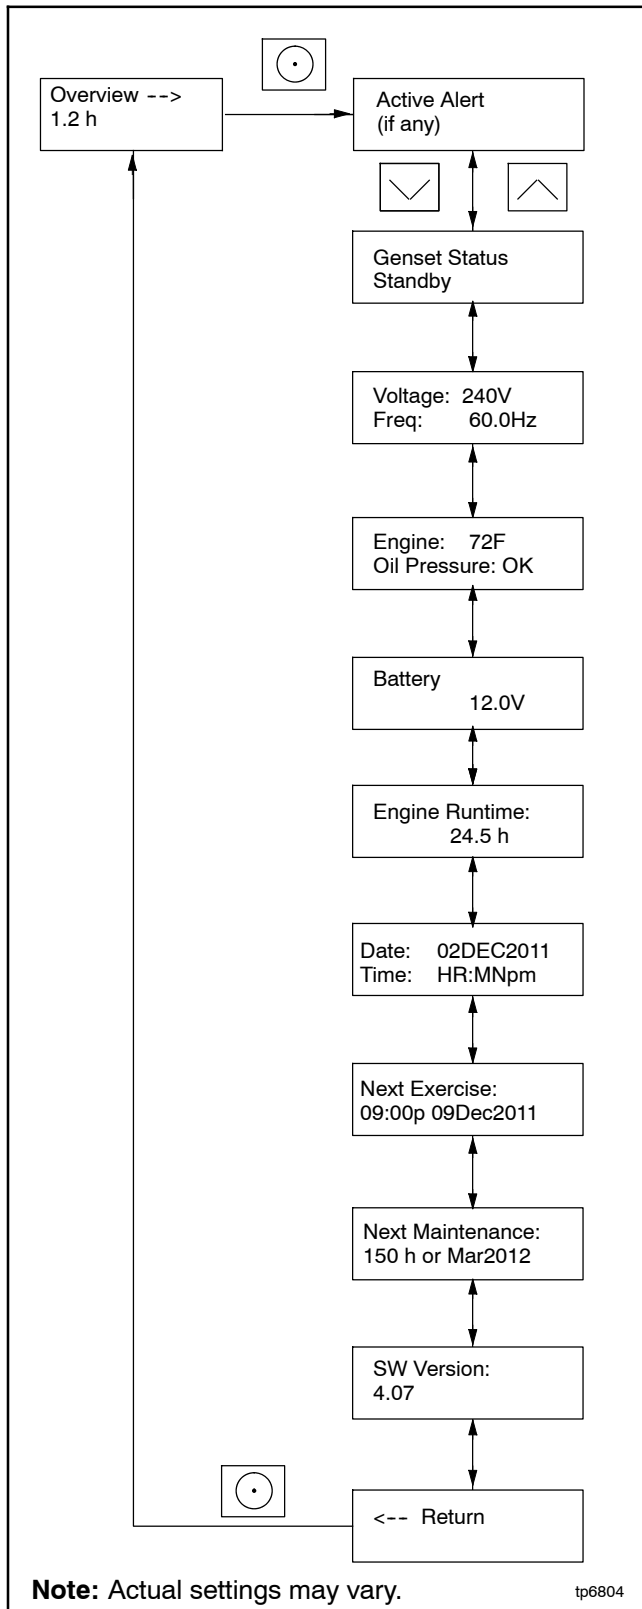 Overview -->
1.2 h
Active Alert
(if any)
Genset Status
Standby
Voltage: 240V
Freq: 60.0Hz
Engine: 72F
Oil Pressure: OK
Battery
12.0V
Engine Runtime:
24.5 h
Date: 02DEC2011
Time: HR:MNpm
Next Exercise:
09:00p 09Dec2011
Next Maintenance:
150 h or Mar2012
SW Version:
4.07
<-- Return
Note: Actual settings may vary.
tp6804